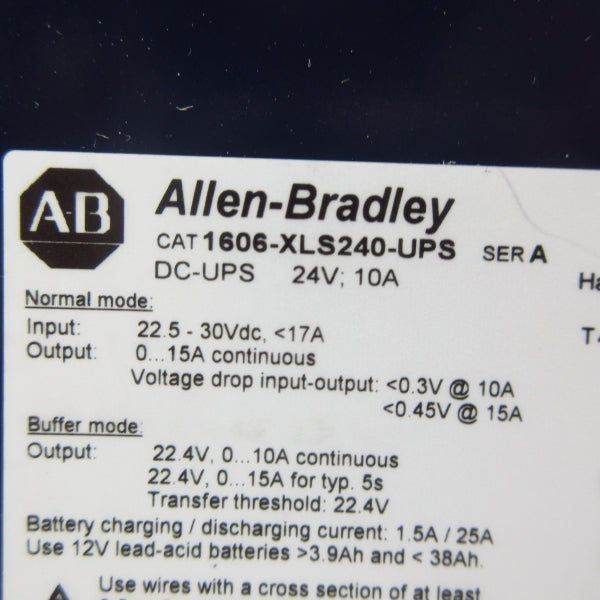 A-B Allen-Bradley
CAT 1606-XLS240-UPS SER A
DC-UPS 24V; 10A
Ha
Normal mode:
Input: 22.5 - 30Vdc, <17A
T
Output: 0...15A continuous
Voltage drop input-output: <0.3V @ 10A
<0.45V @ 15A
Buffer mode:
Output: 22.4V, 0...10A continuous
22.4V, 0...15A for typ. 5s
Transfer threshold: 22.4V
Battery charging / discharging current: 1.5A / 25A
Use 12V lead-acid batteries >3.9Ah and < 38Ah.
Use wires with a cross section of at least